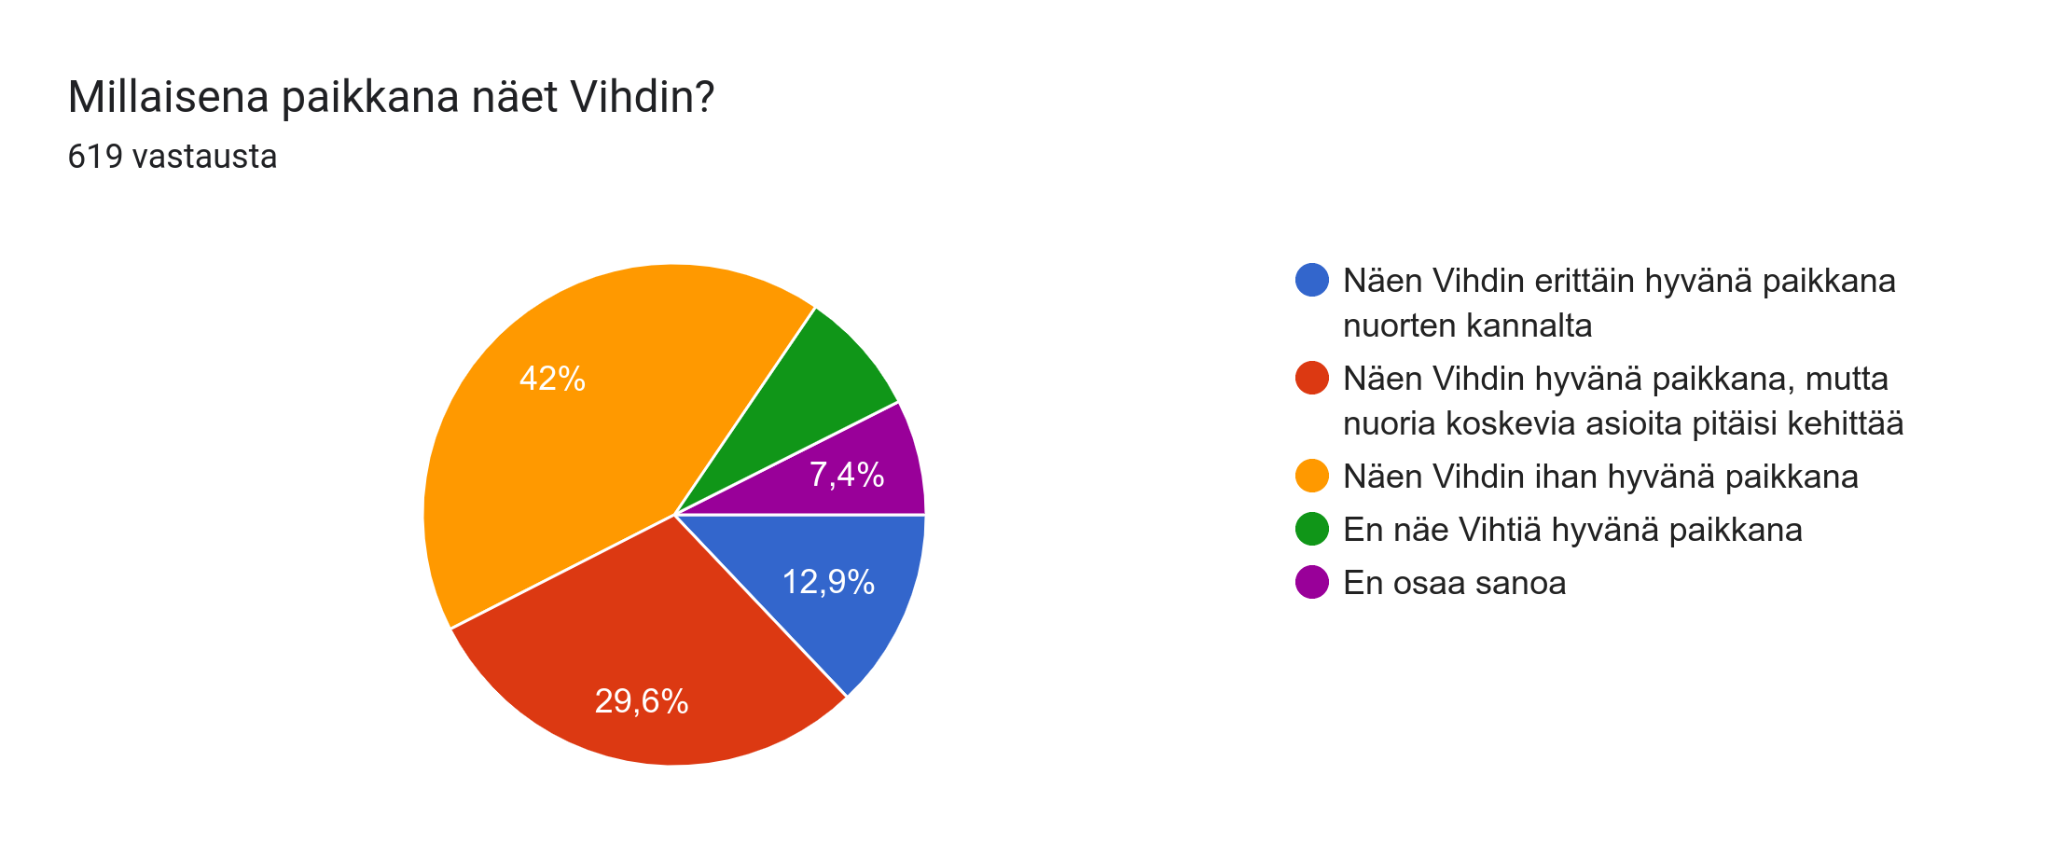 Millaisena paikkana näet Vihdin?
619 vastausta
42%
7,4%
12,9%
29,6%
Näen Vihdin erittäin hyvänä paikkana
nuorten kannalta
Näen Vihdin hyvänä paikkana, mutta
nuoria koskevia asioita pitäisi kehittää
Näen Vihdin ihan hyvänä paikkana
En näe Vihtiä hyvänä paikkana
En osaa sanoa